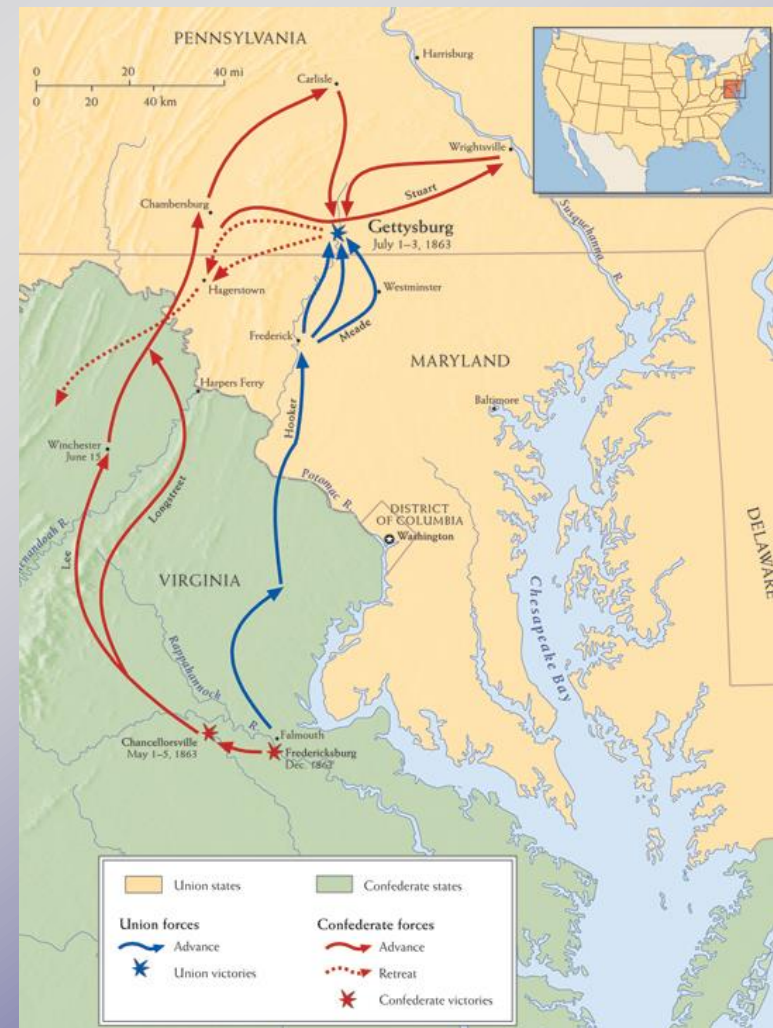 PENNSYLVANIA
Harrisburg
0 20 40 mi
0 20 40 km
Carlisle
Wrightsville
Stuart
Chambersburg
Gettysburg
July 1–3, 1863
Susquehanna R.
Hagerstown
Westminster
Meade
Frederick
MARYLAND
Harpers Ferry
Baltimore
Hooker
Winchester
June 15
Longstreet
Potomac R.
DISTRICT
OF COLUMBIA
Washington
DELAWARE
Lee
VIRGINIA
Chesapeake Bay
Rappahannock R.
Falmouth
Chancellorsville
May 1–5, 1863
Fredericksburg
Dec. 1862
Union states
Confederate states
Union forces
Advance
Union victories
Confederate forces
Advance
Retreat
Confederate victories